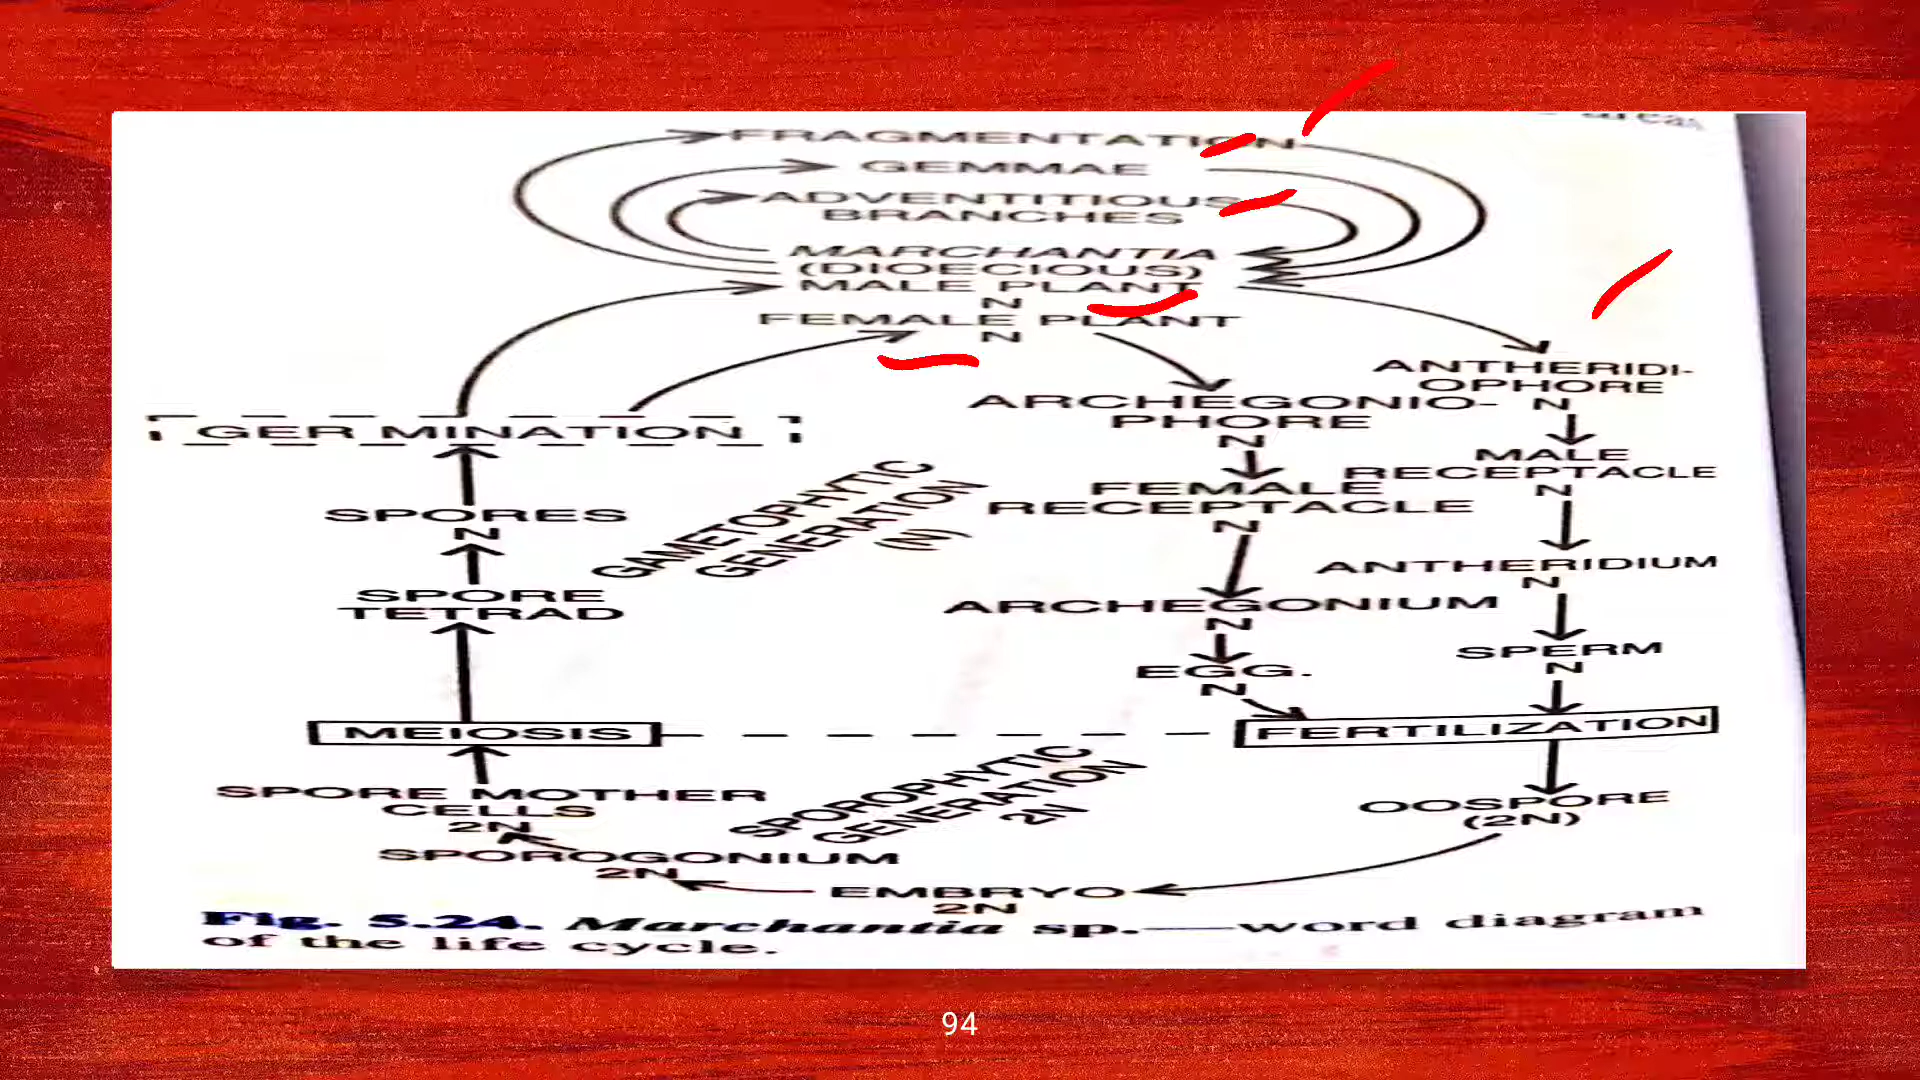 FRAGMENTATION
GEMMAE
ADVENTITIOUS
BRANCHES
MARCHANTIA
(DIOECIOUS)
MALE PLANT
N
FEMALE PLANT
N
ANTHERIDI-
OPHORE
N
ARCHEGONIO-
PHORE
N
GERMINATION
MALE
RECEPTACLE
N
FEMALE
RECEPTACLE
N
SPORES
N
GAMETOPHYTIC
GENERATION
(N)
ANTHERIDIUM
N
SPORE
TETRAD
ARCHEGONIUM
N
SPERM
N
EGG.
N
MEIOSIS
FERTILIZATION
SPORE MOTHER
CELLS
2N
SPOROPHYTIC
GENERATION
2N
OOSPORE
(2N)
SPOROGONIUM
2N
EMBRYO
2N
Fig. 5.24. Marchantia sp.—word diagram
of the life cycle.
94